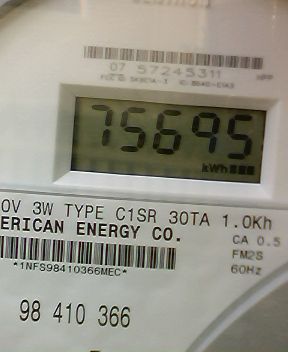 07 57245311
75695
kWh
0V 3W TYPE C1SR 30TA 1.0Kh
ERICAN ENERGY CO.
CA 0.5
FM2S
*1NFS98410366MEC*
60Hz
98 410 366